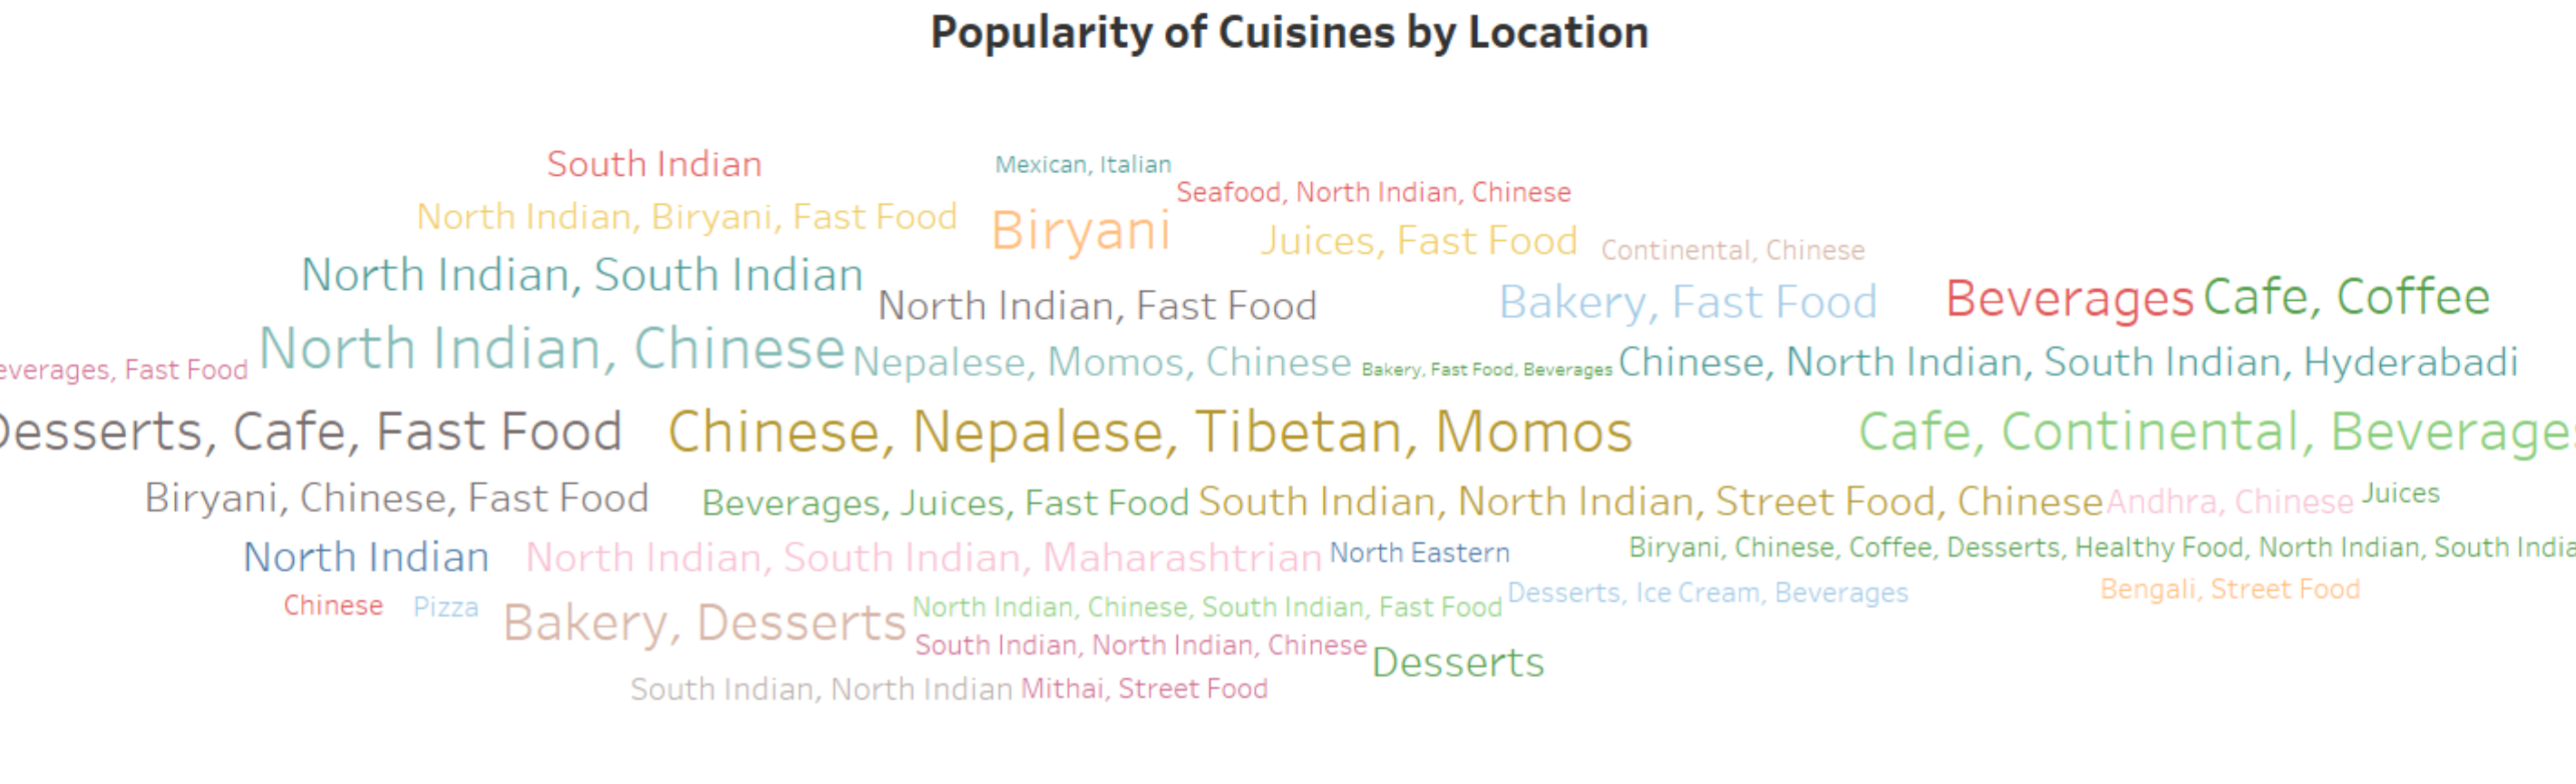 Popularity of Cuisines by Location
South Indian
Mexican, Italian
Seafood, North Indian, Chinese
North Indian, Biryani, Fast Food
Biryani
Juices, Fast Food
Continental, Chinese
North Indian, South Indian
North Indian, Fast Food
Bakery, Fast Food
Beverages
Cafe, Coffee
everages, Fast Food
North Indian, Chinese
Nepalese, Momos, Chinese
Bakery, Fast Food, Beverages
Chinese, North Indian, South Indian, Hyderabadi
Desserts, Cafe, Fast Food
Chinese, Nepalese, Tibetan, Momos
Cafe, Continental, Beverages
Biryani, Chinese, Fast Food
Beverages, Juices, Fast Food
South Indian, North Indian, Street Food, Chinese
Andhra, Chinese
Juices
North Indian
North Indian, South Indian, Maharashtrian
North Eastern
Biryani, Chinese, Coffee, Desserts, Healthy Food, North Indian, South India
Chinese
Pizza
Bakery, Desserts
North Indian, Chinese, South Indian, Fast Food
Desserts, Ice Cream, Beverages
Bengali, Street Food
South Indian, North Indian, Chinese
Desserts
South Indian, North Indian
Mithai, Street Food